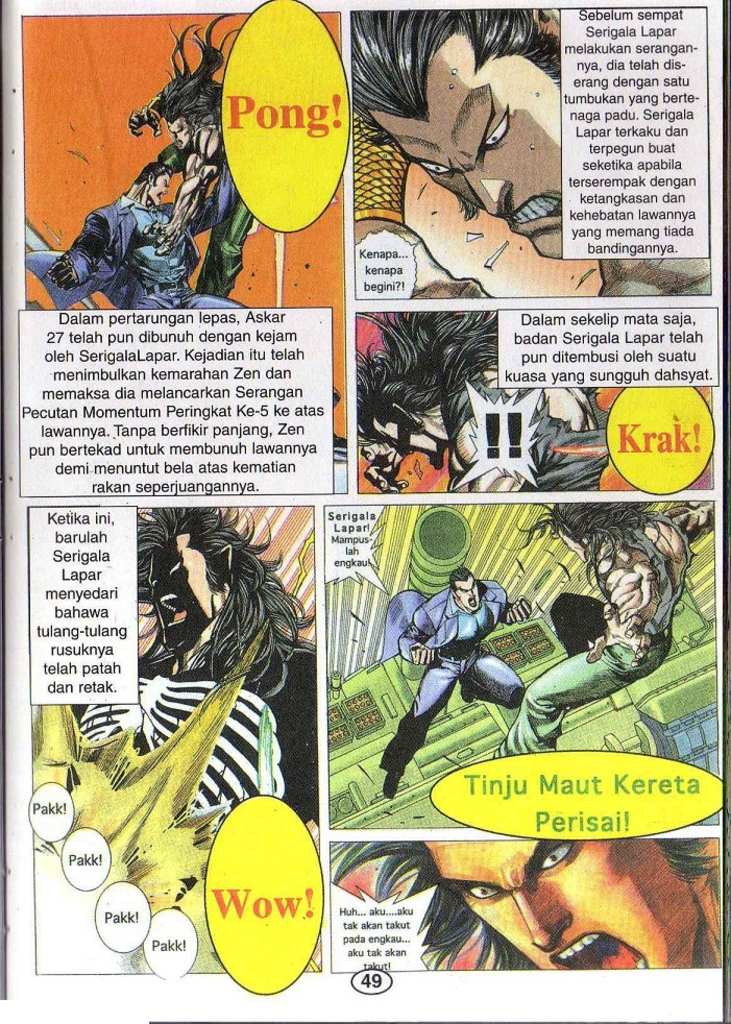 Pong!
Dalam pertarungan lepas, Askar
27 telah pun dibunuh dengan kejam
oleh SerigalaLapar. Kejadian itu telah
menimbulkan kemarahan Zen dan
memaksa dia melancarkan Serangan
Pecutan Momentum Peringkat Ke-5 ke atas
lawannya. Tanpa berfikir panjang, Zen
pun bertekad untuk membunuh lawannya
demi menuntut bela atas kematian
rakan seperjuangannya.
Sebelum sempat
Serigala Lapar
melakukan serangan-
nya, dia telah dis-
erang dengan satu
tumbukan yang berte-
naga padu. Serigala
Lapar terkaku dan
terpegun buat
seketika apabila
terserempak dengan
ketangkasan dan
kehebatan lawannya
yang memang tiada
bandingannya.
Kenapa...
kenapa
begini?!
Dalam sekelip mata saja,
badan Serigala Lapar telah
pun ditembusi oleh suatu
kuasa yang sungguh dahsyat.
!!
Krak!
Ketika ini,
barulah
Serigala
Lapar
menyedari
bahawa
tulang-tulang
rusuknya
telah patah
dan retak.
Pakk!
Pakk!
Pakk!
Pakk!
Wow!
Serigala
Lapar!
Mampus-
lah
engkau!
Tinju Maut Kereta
Perisai!
Huh... aku....aku
tak akan takut
pada engkau...
aku tak akan
takut!
49